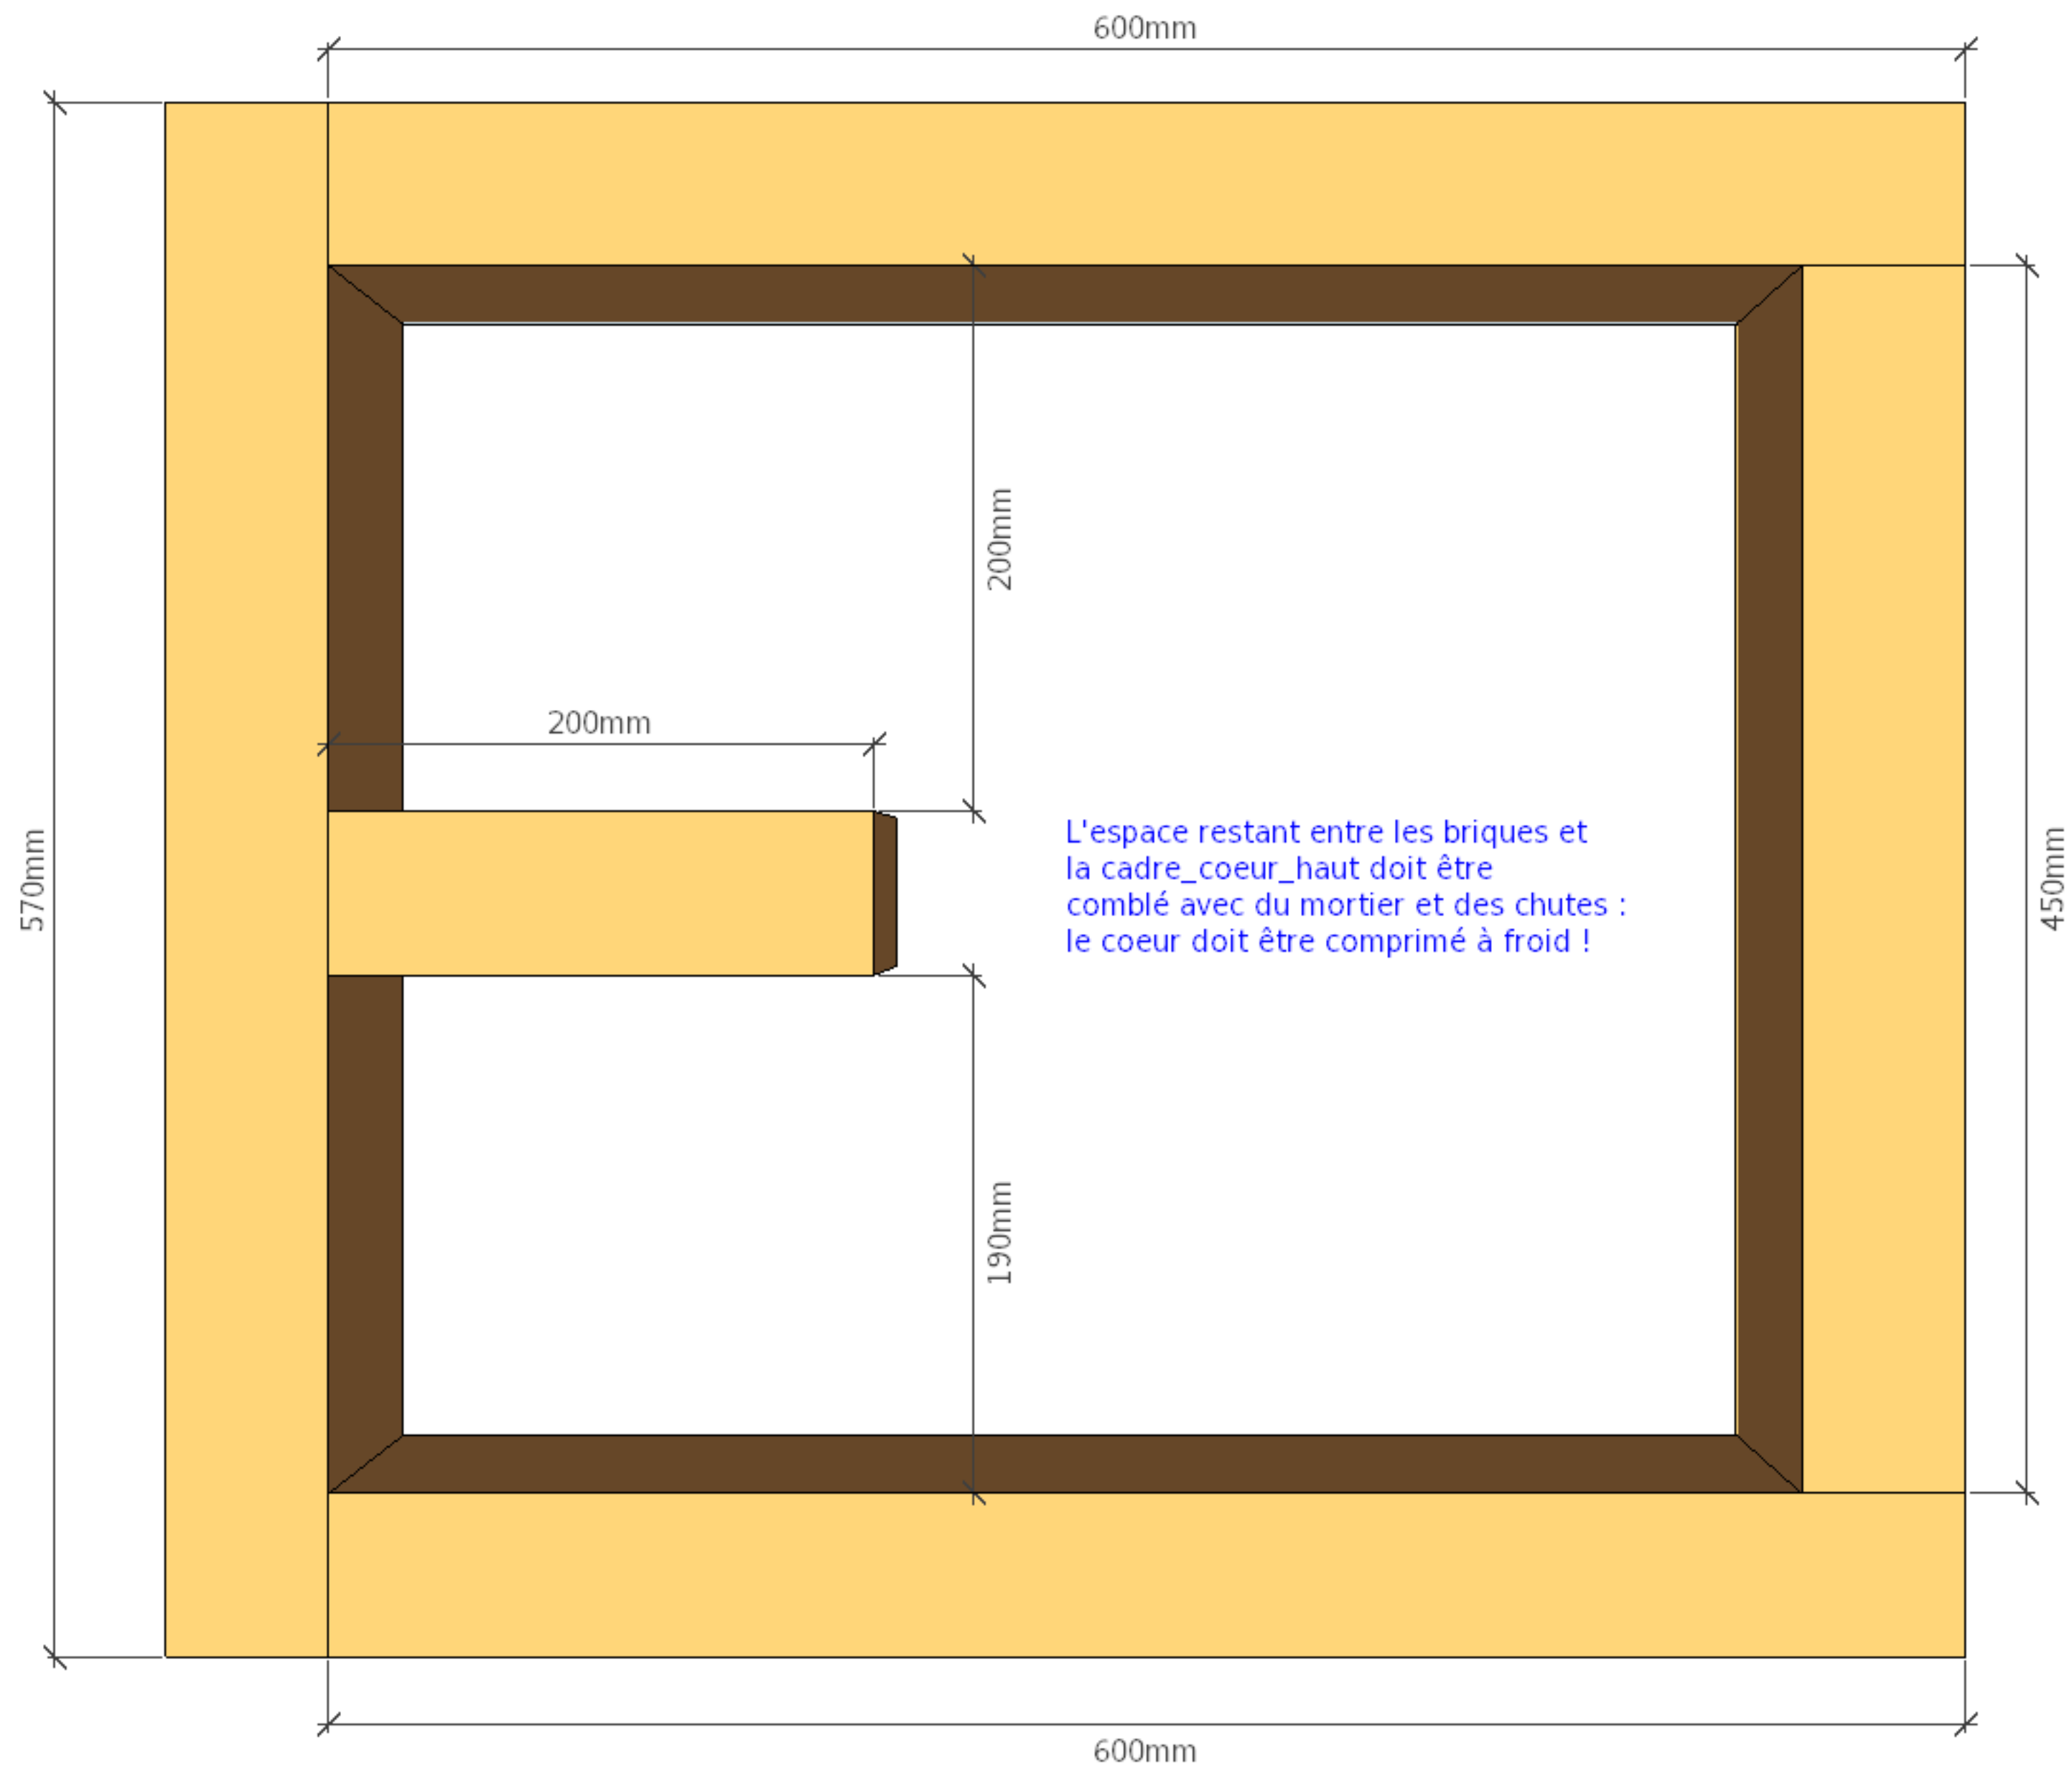 600mm
200mm
200mm
570mm
L'espace restant entre les briques et
la cadre_coeur_haut doit être
comblé avec du mortier et des chutes :
le coeur doit être comprimé à froid !
450mm
190mm
600mm